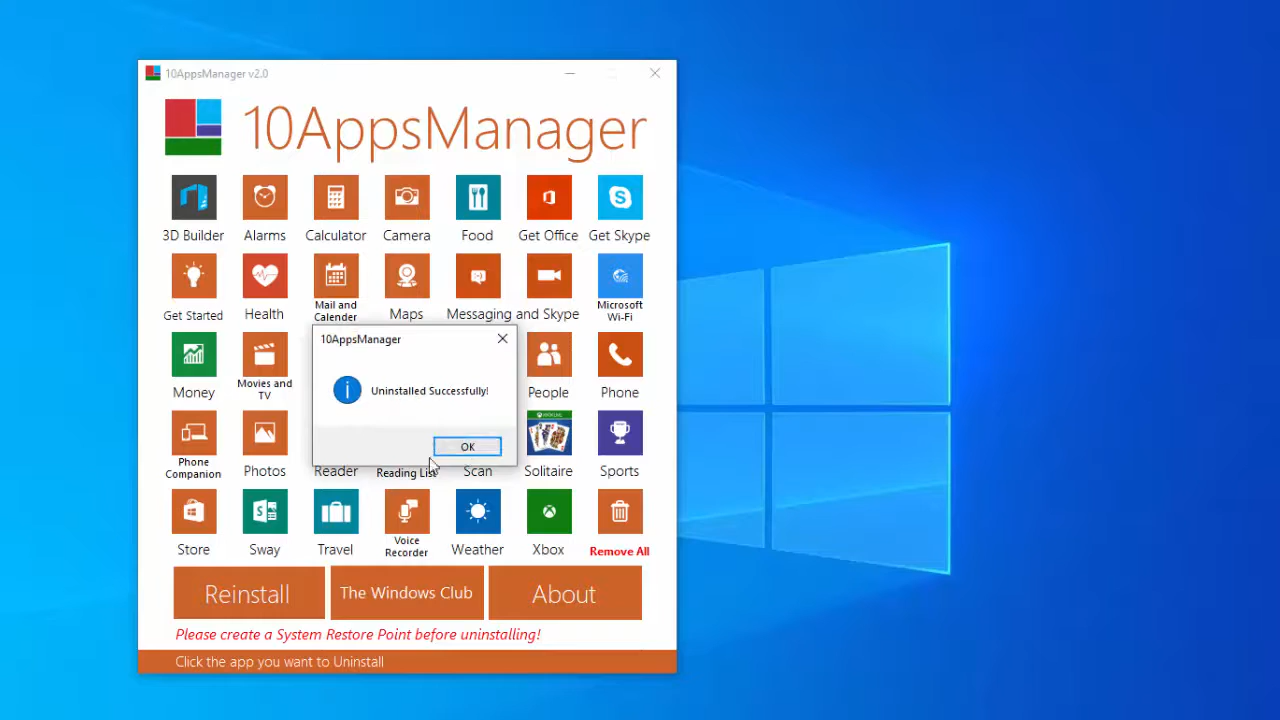 10AppsManager v2.0
10AppsManager
3D Builder
Alarms
Calculator
Camera
Food
Get Office
Get Skype
Get Started
Health
Mail and
Calender
Maps
Messaging and Skype
Microsoft
Wi-Fi
Money
Movies and
TV
People
Phone
10AppsManager
Uninstalled Successfully!
OK
Phone
Companion
Photos
Reader
Reading List
Scan
Solitaire
Sports
Store
Sway
Travel
Voice
Recorder
Weather
Xbox
Remove All
Reinstall
The Windows Club
About
Please create a System Restore Point before uninstalling!
Click the app you want to Uninstall